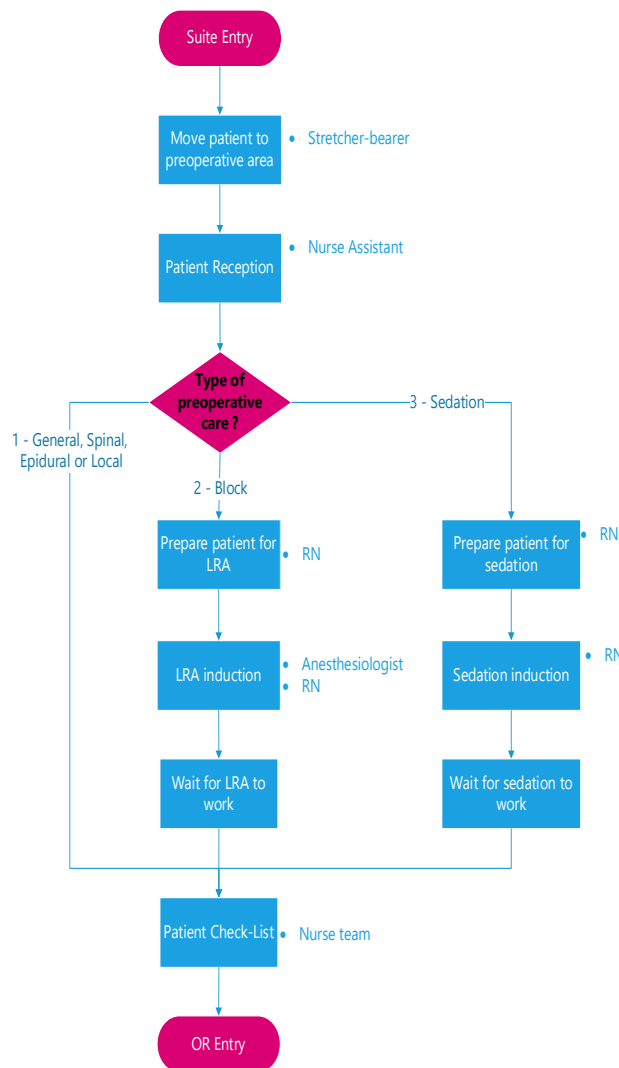 Suite Entry
Move patient to
preoperative area
• Stretcher-bearer
Patient Reception
• Nurse Assistant
Type of
preoperative
care ?
1 - General, Spinal,
Epidural or Local
2 - Block
3 - Sedation
Prepare patient for
LRA
• RN
Prepare patient for
sedation
• RN
LRA induction
• Anesthesiologist
• RN
Sedation induction
• RN
Wait for LRA to
work
Wait for sedation to
work
Patient Check-List
• Nurse team
OR Entry